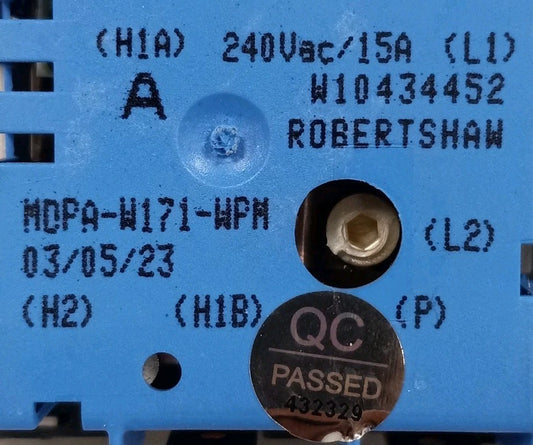 (H1A) 240Vac/15A (L1)
A W10434452
ROBERTSHAW
MDPA-W171-WPM
(L2)
03/05/23
(H2) (H1B) (P)
QC
PASSED
432329